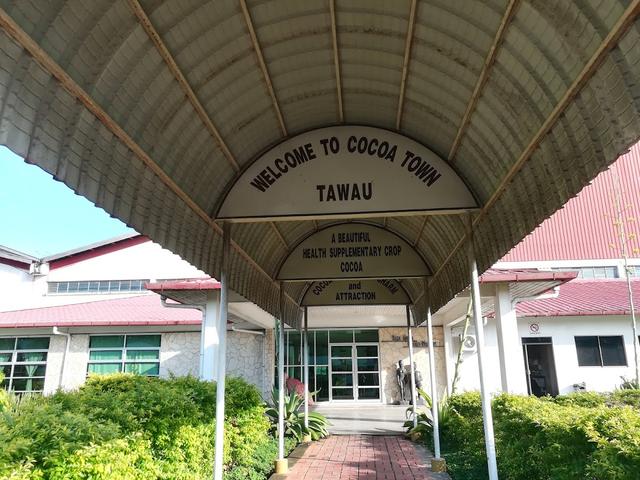 WELCOME TO COCOA TOWN
TAWAU
A BEAUTIFUL
HEALTH SUPPLEMENTARY CROP
COCOA
and
ATTRACTION